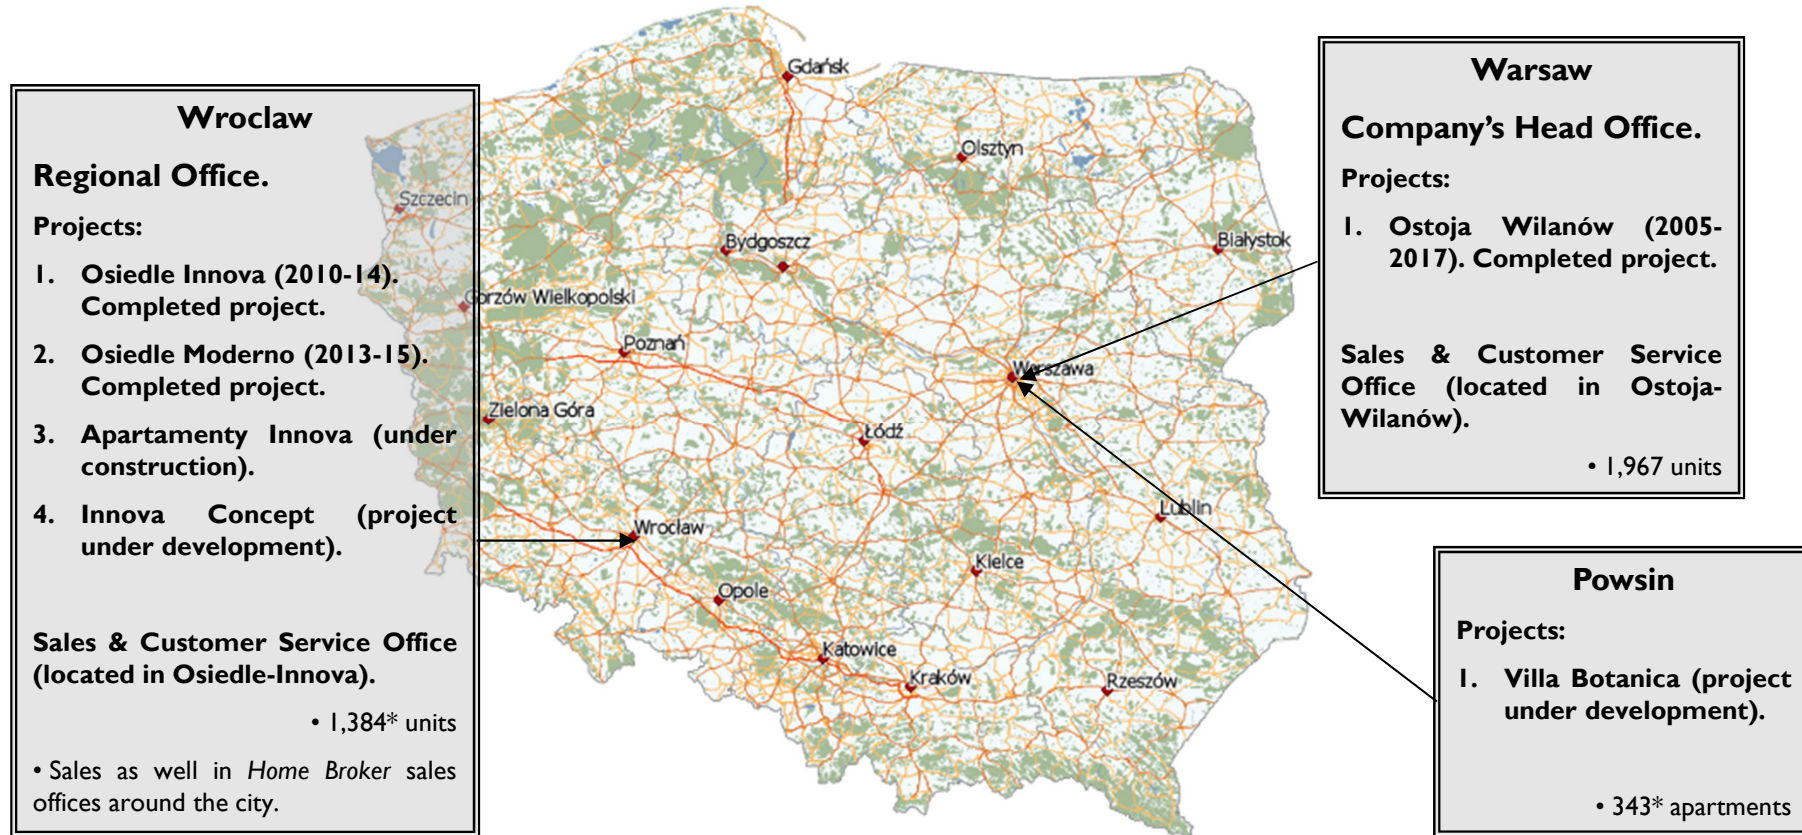 Wroclaw
Regional Office.
Projects:
1. Osiedle Innova (2010-14).
Completed project.
2. Osiedle Moderno (2013-15).
Completed project.
3. Apartamenty Innova (under
construction).
4. Innova Concept (project
under development).
Sales & Customer Service Office
(located in Osiedle-Innova).
• 1,384* units
• Sales as well in Home Broker sales
offices around the city.
Gdańsk
Olsztyn
Szczecin
Bydgoszcz
Białystok
Gorzów Wielkopolski
Poznań
Warszawa
Zielona Góra
Łódź
Lublin
Wrocław
Kielce
Opole
Katowice
Kraków
Rzeszów
Warsaw
Company's Head Office.
Projects:
1. Ostoja Wilanów (2005-
2017). Completed project.
Sales & Customer Service
Office (located in Ostoja-
Wilanów).
• 1,967 units
Powsin
Projects:
1. Villa Botanica (project
under development).
• 343* apartments